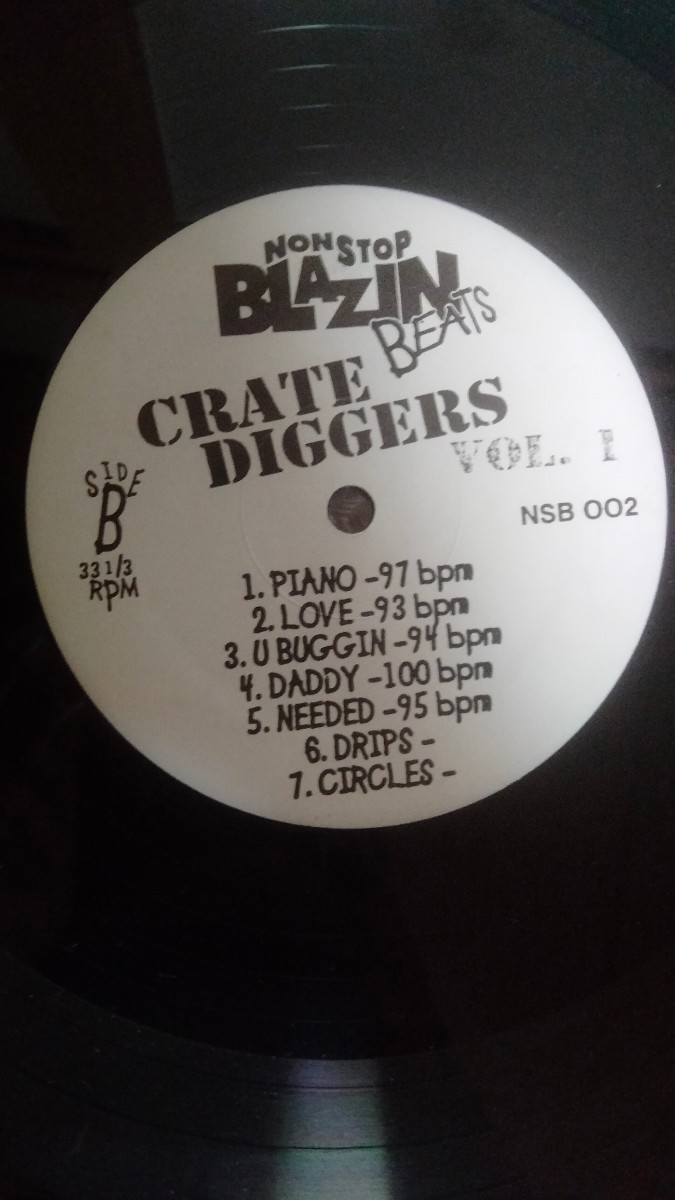 NONSTOP
BLAZIN
BEATS
CRATE
DIGGERS
VOL. 1
SIDE
B
33 1/3
RPM
NSB 002
1. PIANO -97 bpm
2. LOVE -93 bpm
3. U BUGGIN -94 bpm
4. DADDY -100 bpm
5. NEEDED -95 bpm
6. DRIPS -
7. CIRCLES -